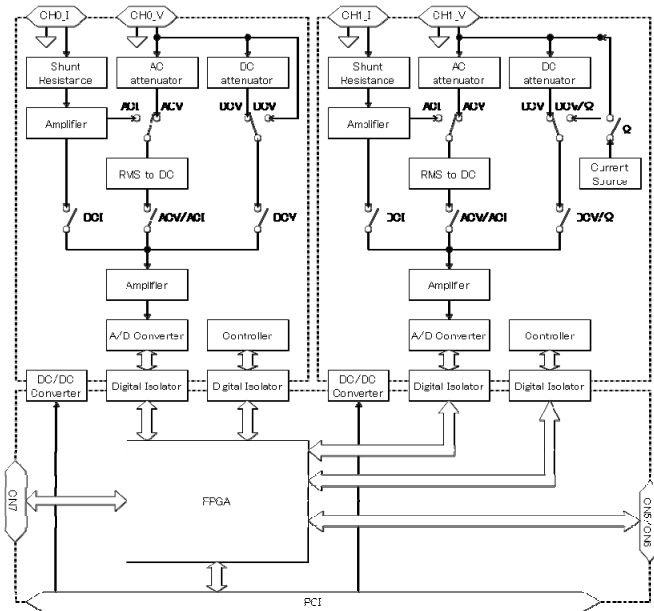 CH0_I
CH0_V
CH1_I
CH1_V
Shunt
Resistance
AC
attenuator
DC
attenuator
Shunt
Resistance
AC
attenuator
DC
attenuator
ACI
ACV
DCV
DCV
ACI
ACV
DCV
DCV/Ω
Ω
Amplifier
Amplifier
RMS to DC
RMS to DC
Current
Source
DCI
ACV/ACI
DCV
DCI
ACV/ACI
DCV/Ω
Amplifier
Amplifier
A/D Converter
Controller
A/D Converter
Controller
DC/DC
Converter
Digital Isolator
Digital Isolator
DC/DC
Converter
Digital Isolator
Digital Isolator
CN7
FPGA
CN5/CN6
PCI